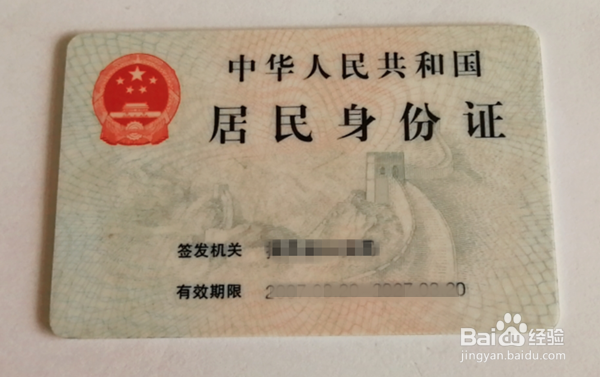 中华人民共和国
居民身份证
签发机关
有效期限
Baidu 经验
jingyan.baidu.com